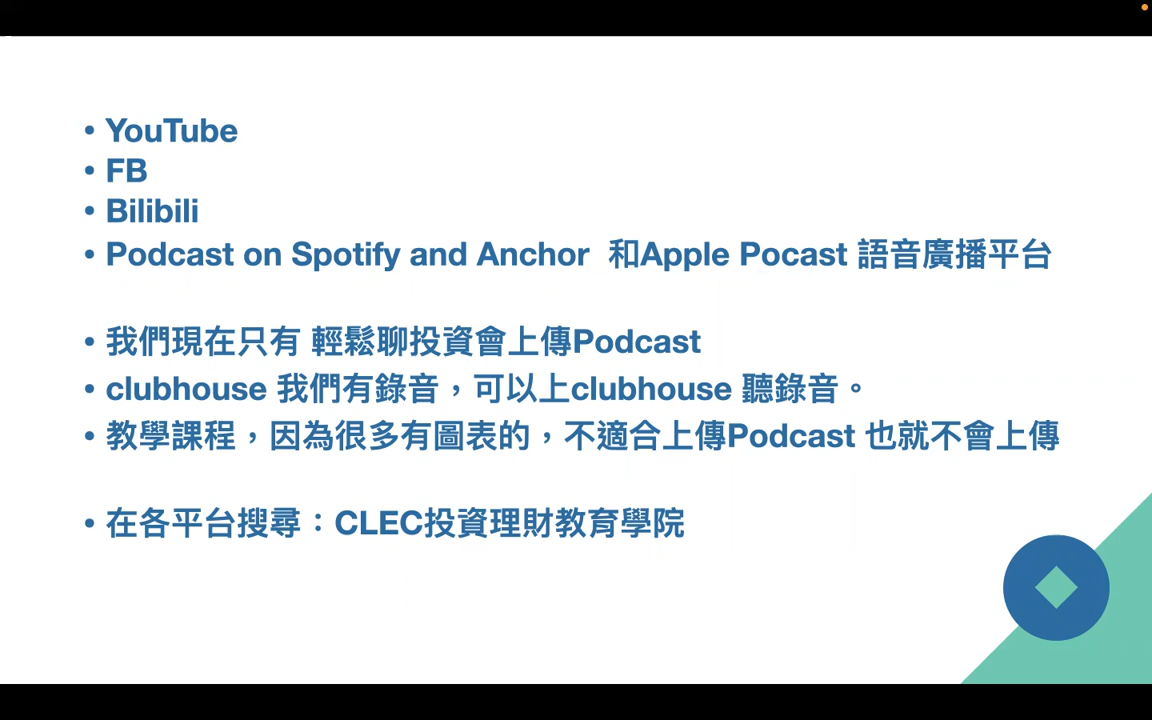 • YouTube
• FB
• Bilibili
• Podcast on Spotify and Anchor 和Apple Pocast 語音廣播平台
• 我們現在只有 輕鬆聊投資會上傳Podcast
• clubhouse 我們有錄音，可以上clubhouse 聽錄音。
• 教學課程，因為很多有圖表的，不適合上傳Podcast 也就不會上傳
• 在各平台搜尋：CLEC投資理財教育學院